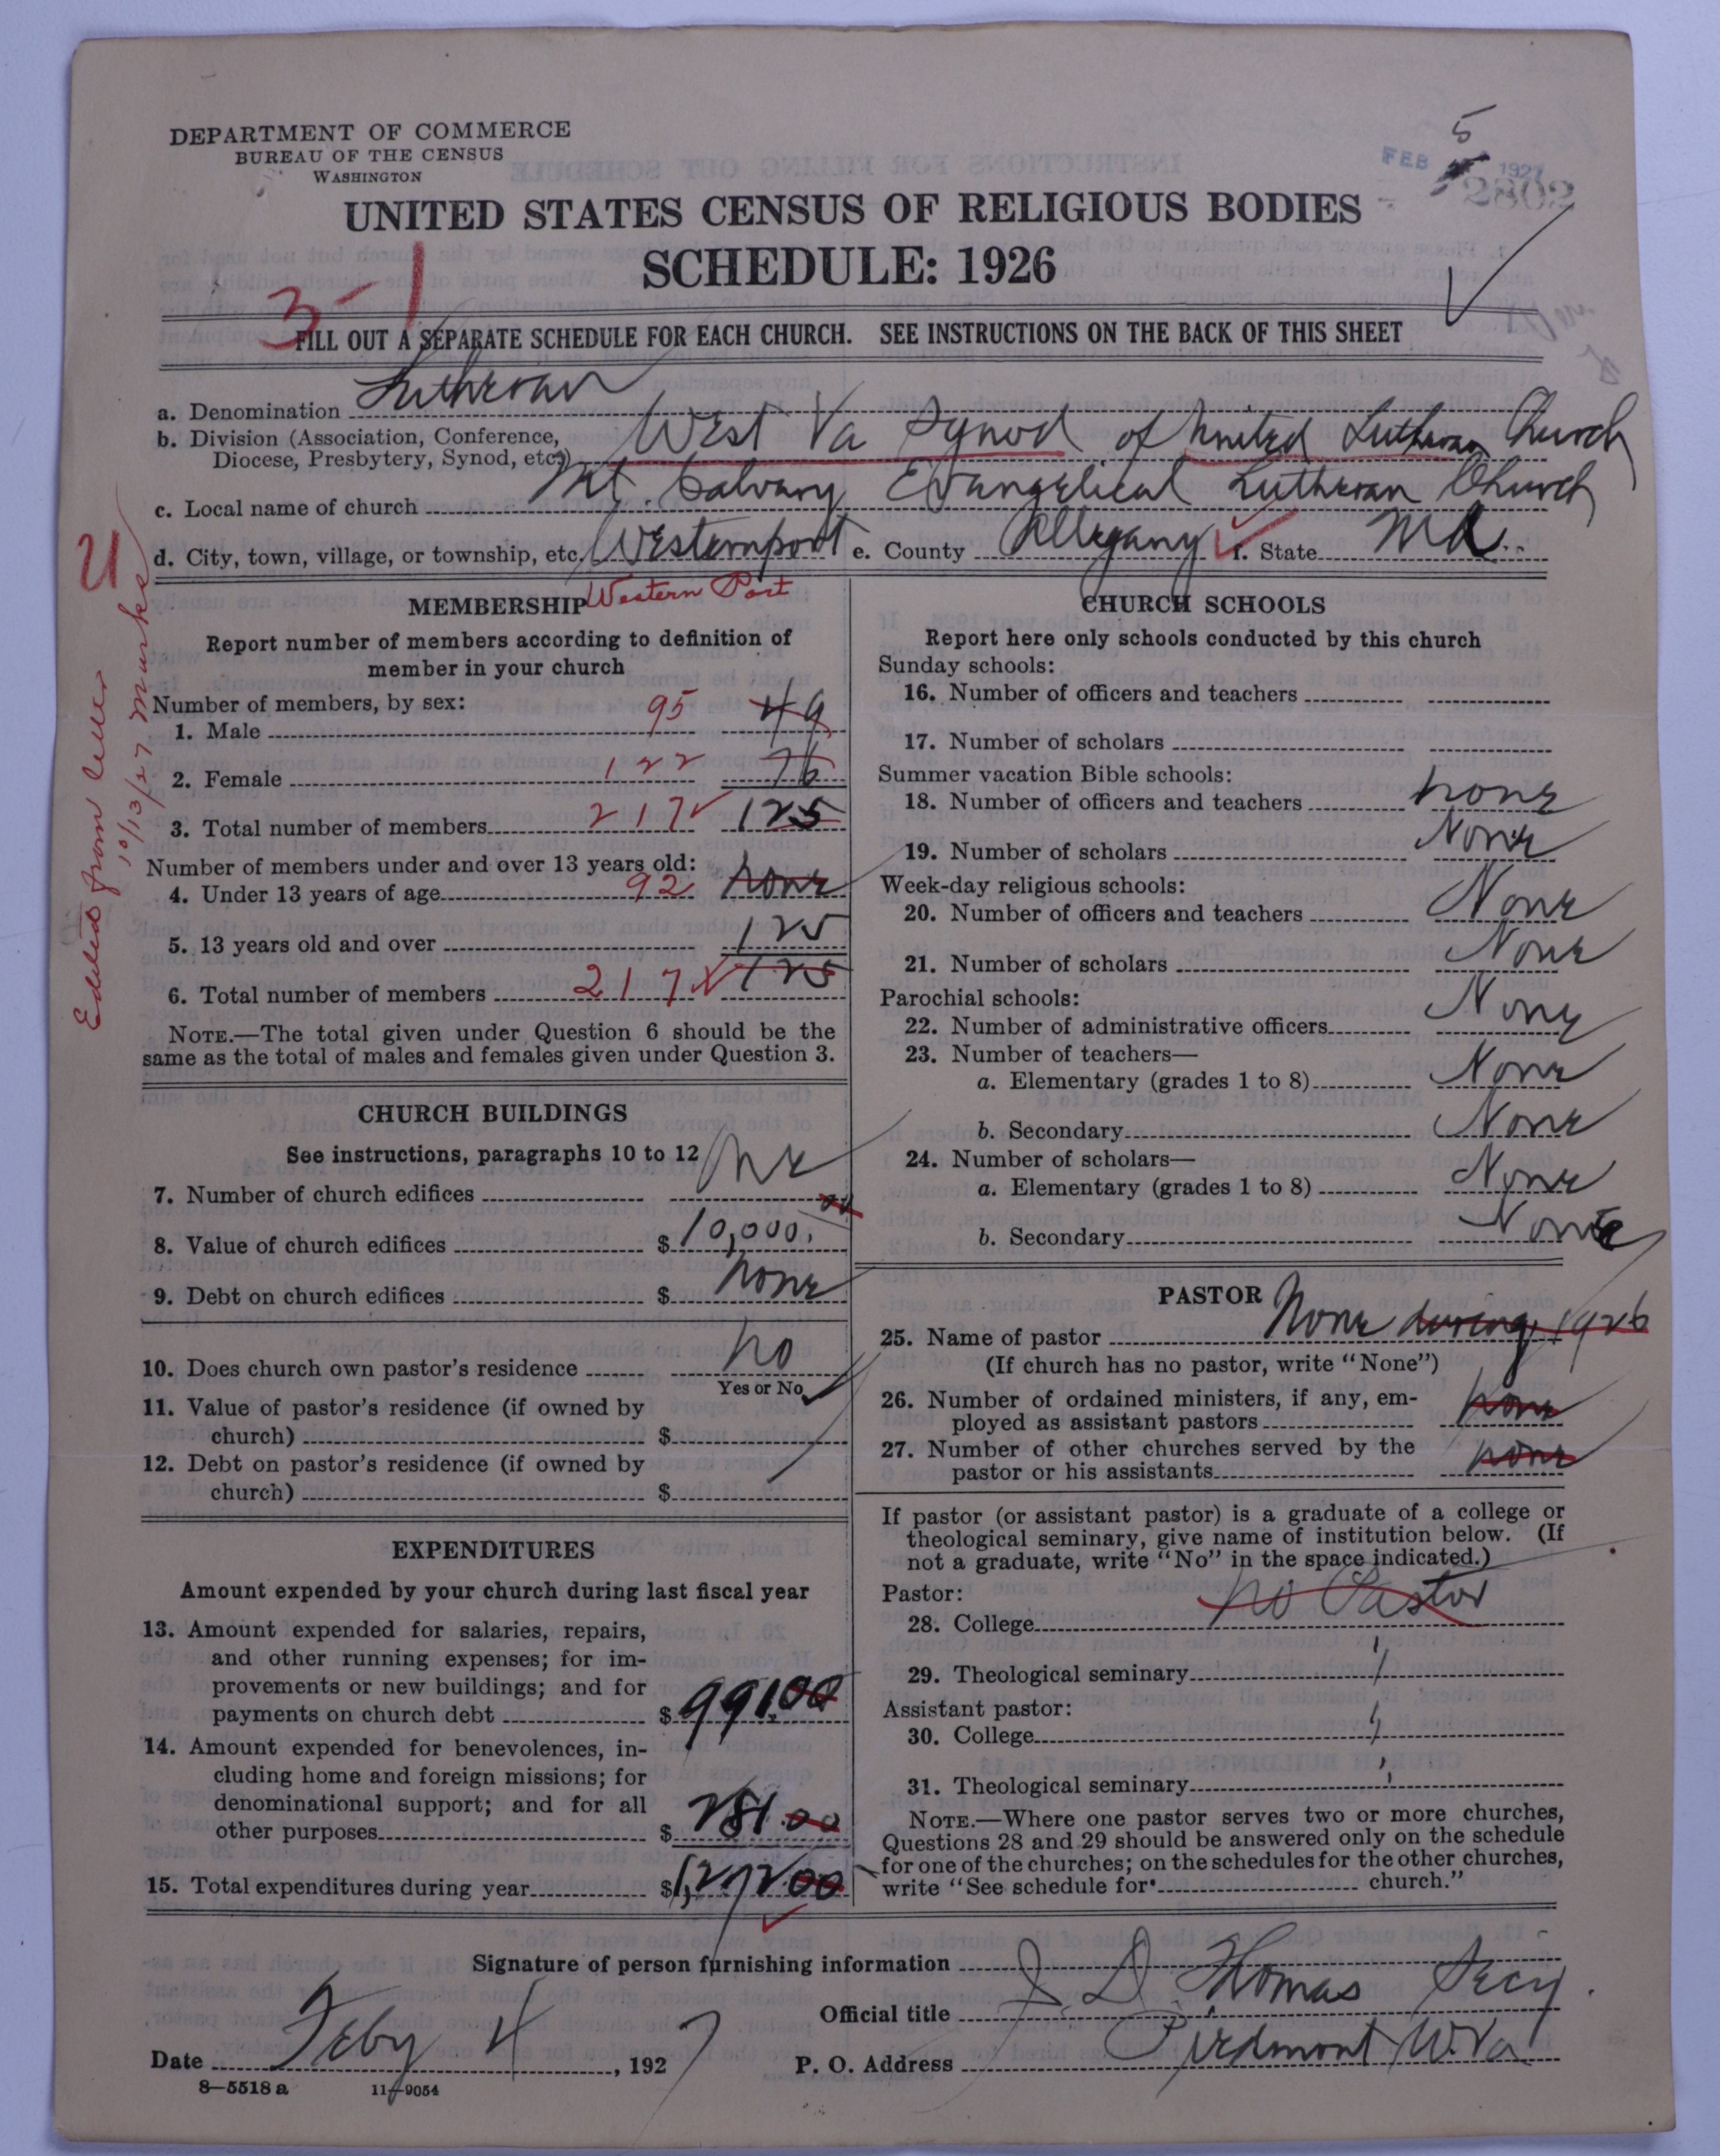 DEPARTMENT OF COMMERCE
BUREAU OF THE CENSUS
WASHINGTON
5
FEB 1927
2802
UNITED STATES CENSUS OF RELIGIOUS BODIES
SCHEDULE: 1926
3-1
FILL OUT A SEPARATE SCHEDULE FOR EACH CHURCH. SEE INSTRUCTIONS ON THE BACK OF THIS SHEET
a. Denomination Lutheran
b. Division (Association, Conference, Diocese, Presbytery, Synod, etc.) West Va Synod of United Lutheran Church
c. Local name of church Mt. Calvary Evangelical Lutheran Church
d. City, town, village, or township, etc. Westernport e. County Allegany f. State Md.
Western Port
U
Edited from letter
10/13/27 Marks
MEMBERSHIP
Report number of members according to definition of
member in your church
Number of members, by sex:
1. Male 95 49
2. Female 122 76
3. Total number of members 217 125
Number of members under and over 13 years old:
4. Under 13 years of age 92 none
5. 13 years old and over 125
6. Total number of members 217 125
NOTE.—The total given under Question 6 should be the
same as the total of males and females given under Question 3.
CHURCH BUILDINGS
See instructions, paragraphs 10 to 12
7. Number of church edifices
8. Value of church edifices $10,000.00
9. Debt on church edifices $ none
10. Does church own pastor's residence no
Yes or No
11. Value of pastor's residence (if owned by
church) $
12. Debt on pastor's residence (if owned by
church) $
EXPENDITURES
Amount expended by your church during last fiscal year
13. Amount expended for salaries, repairs,
and other running expenses; for im-
provements or new buildings; and for
payments on church debt $991.00
14. Amount expended for benevolences, in-
cluding home and foreign missions; for
denominational support; and for all
other purposes $281.00
15. Total expenditures during year $1,272.00
CHURCH SCHOOLS
Report here only schools conducted by this church
Sunday schools:
16. Number of officers and teachers
17. Number of scholars
Summer vacation Bible schools:
18. Number of officers and teachers none
19. Number of scholars None
Week-day religious schools:
20. Number of officers and teachers None
21. Number of scholars None
Parochial schools:
22. Number of administrative officers None
23. Number of teachers—
a. Elementary (grades 1 to 8) None
b. Secondary None
24. Number of scholars—
a. Elementary (grades 1 to 8) None
b. Secondary None
PASTOR
25. Name of pastor None during 1926
(If church has no pastor, write "None")
26. Number of ordained ministers, if any, em-
ployed as assistant pastors none
27. Number of other churches served by the
pastor or his assistants none
If pastor (or assistant pastor) is a graduate of a college or
theological seminary, give name of institution below. (If
not a graduate, write "No" in the space indicated.)
Pastor:
28. College no Pastor
29. Theological seminary
Assistant pastor:
30. College
31. Theological seminary
NOTE.—Where one pastor serves two or more churches,
Questions 28 and 29 should be answered only on the schedule
for one of the churches; on the schedules for the other churches,
write "See schedule for church."
Signature of person furnishing information J. D. Thomas
Official title Secy.
Date Feby 4, 1927 P. O. Address Piedmont W. Va
8—5518 a 11—9054